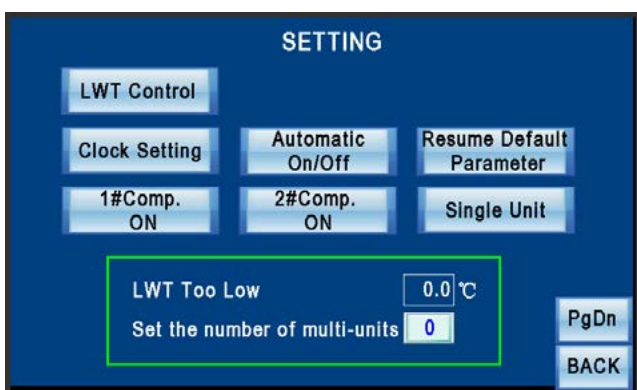 SETTING
LWT Control
Clock Setting
Automatic
On/Off
Resume Default
Parameter
1#Comp.
ON
2#Comp.
ON
Single Unit
LWT Too Low 0.0 ℃
Set the number of multi-units 0
PgDn
BACK